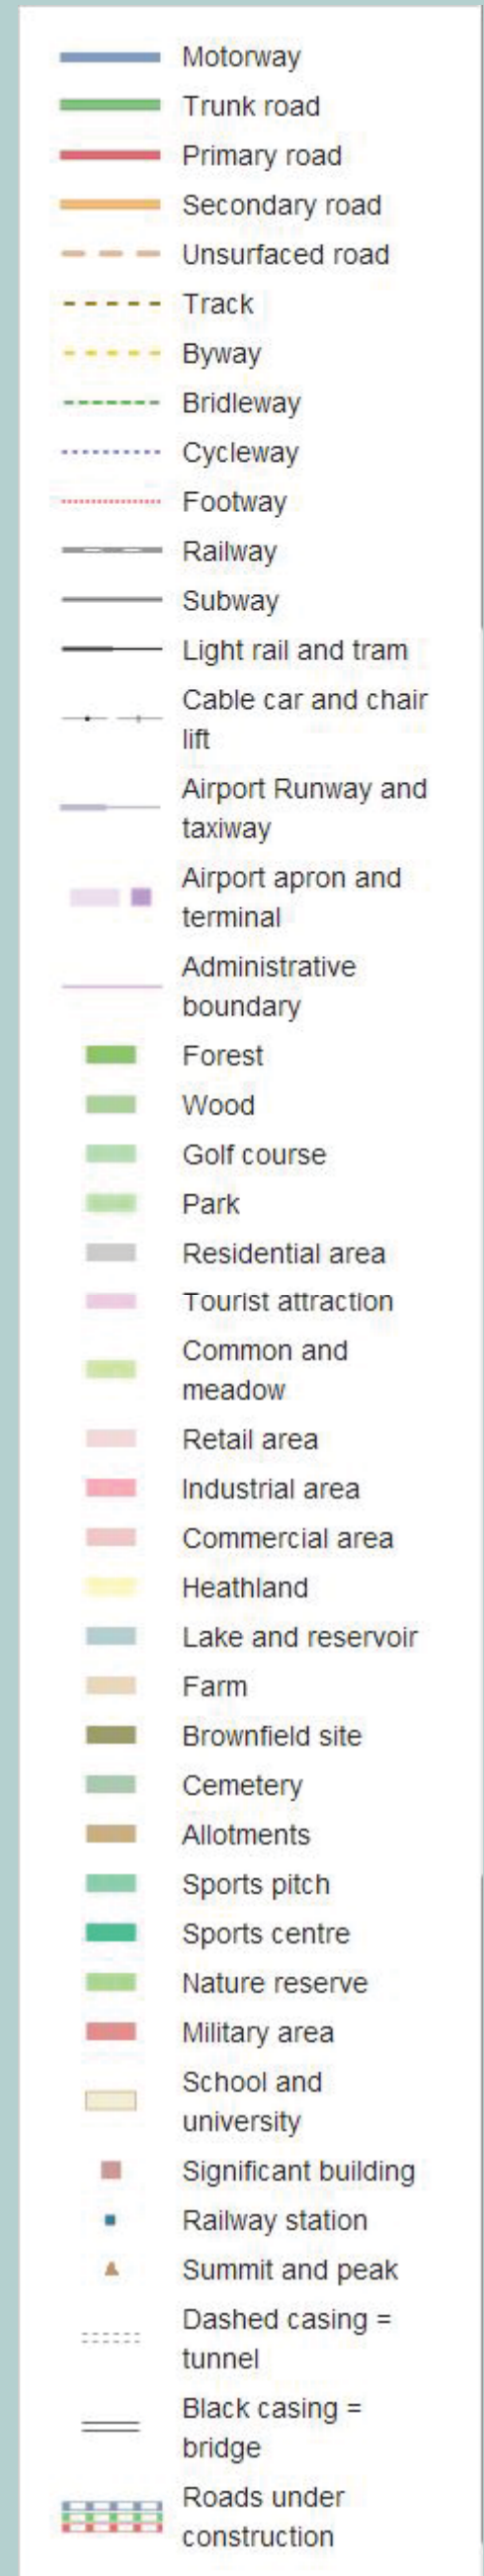 Motorway
Trunk road
Primary road
Secondary road
Unsurfaced road
Track
Byway
Bridleway
Cycleway
Footway
Railway
Subway
Light rail and tram
Cable car and chair
lift
Airport Runway and
taxiway
Airport apron and
terminal
Administrative
boundary
Forest
Wood
Golf course
Park
Residential area
Tourist attraction
Common and
meadow
Retail area
Industrial area
Commercial area
Heathland
Lake and reservoir
Farm
Brownfield site
Cemetery
Allotments
Sports pitch
Sports centre
Nature reserve
Military area
School and
university
Significant building
Railway station
Summit and peak
Dashed casing =
tunnel
Black casing =
bridge
Roads under
construction